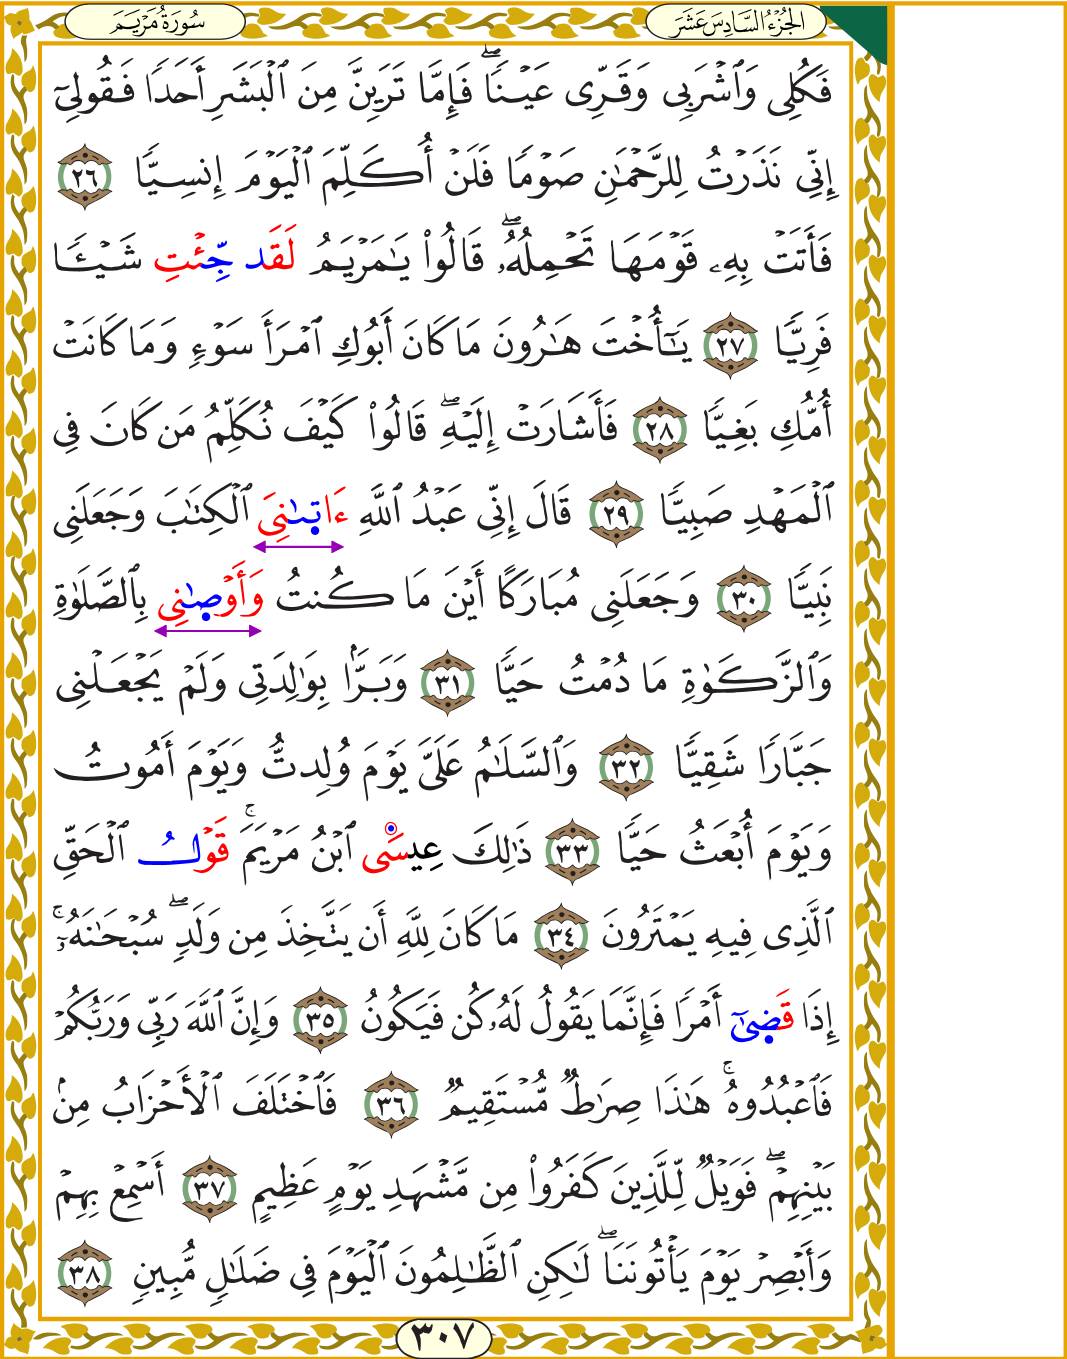 الجُزْءُ السَّادِسَ عَشَرَ
سُورَةُ مَرْيَمَ
فَكُلِى وَٱشْرَبِى وَقَرِّى عَيْنًاۖ فَإِمَّا تَرَيِنَّ مِنَ ٱلْبَشَرِ أَحَدًا فَقُولِىٓ
إِنِّى نَذَرْتُ لِلرَّحْمَٰنِ صَوْمًا فَلَنْ أُكَلِّمَ ٱلْيَوْمَ إِنسِيًّا ٢٦
فَأَتَتْ بِهِۦ قَوْمَهَا تَحْمِلُهُۥۖ قَالُوا۟ يَٰمَرْيَمُ لَقَد جِّئْتِ شَيْـًٔا
فَرِيًّا ٢٧ يَٰٓأُخْتَ هَٰرُونَ مَا كَانَ أَبُوكِ ٱمْرَأَ سَوْءٍ وَمَا كَانَتْ
أُمُّكِ بَغِيًّا ٢٨ فَأَشَارَتْ إِلَيْهِۖ قَالُوا۟ كَيْفَ نُكَلِّمُ مَن كَانَ فِى
ٱلْمَهْدِ صَبِيًّا ٢٩ قَالَ إِنِّى عَبْدُ ٱللَّهِ ءَاتىٰنِىَ ٱلْكِتَٰبَ وَجَعَلَنِى
نَبِيًّا ٣٠ وَجَعَلَنِى مُبَارَكًا أَيْنَ مَا كُنتُ وَأَوْصىٰنِى بِٱلصَّلَوٰةِ
وَٱلزَّكَوٰةِ مَا دُمْتُ حَيًّا ٣١ وَبَرًّۢا بِوَٰلِدَتِى وَلَمْ يَجْعَلْنِى
جَبَّارًا شَقِيًّا ٣٢ وَٱلسَّلَٰمُ عَلَىَّ يَوْمَ وُلِدتُّ وَيَوْمَ أَمُوتُ
وَيَوْمَ أُبْعَثُ حَيًّا ٣٣ ذَٰلِكَ عِيسَى ٱبْنُ مَرْيَمَۚ قَوْلُ ٱلْحَقِّ
ٱلَّذِى فِيهِ يَمْتَرُونَ ٣٤ مَا كَانَ لِلَّهِ أَن يَتَّخِذَ مِن وَلَدٍۖ سُبْحَٰنَهُۥٓۚ
إِذَا قَضىٰٓ أَمْرًا فَإِنَّمَا يَقُولُ لَهُۥ كُن فَيَكُونُ ٣٥ وَإِنَّ ٱللَّهَ رَبِّى وَرَبُّكُمْ
فَٱعْبُدُوهُۚ هَٰذَا صِرَٰطٌ مُّسْتَقِيمٌ ٣٦ فَٱخْتَلَفَ ٱلْأَحْزَابُ مِنۢ
بَيْنِهِمْۖ فَوَيْلٌ لِّلَّذِينَ كَفَرُوا۟ مِن مَّشْهَدِ يَوْمٍ عَظِيمٍ ٣٧ أَسْمِعْ بِهِمْ
وَأَبْصِرْ يَوْمَ يَأْتُونَنَاۖ لَٰكِنِ ٱلظَّٰلِمُونَ ٱلْيَوْمَ فِى ضَلَٰلٍ مُّبِينٍ ٣٨
٣٠٧